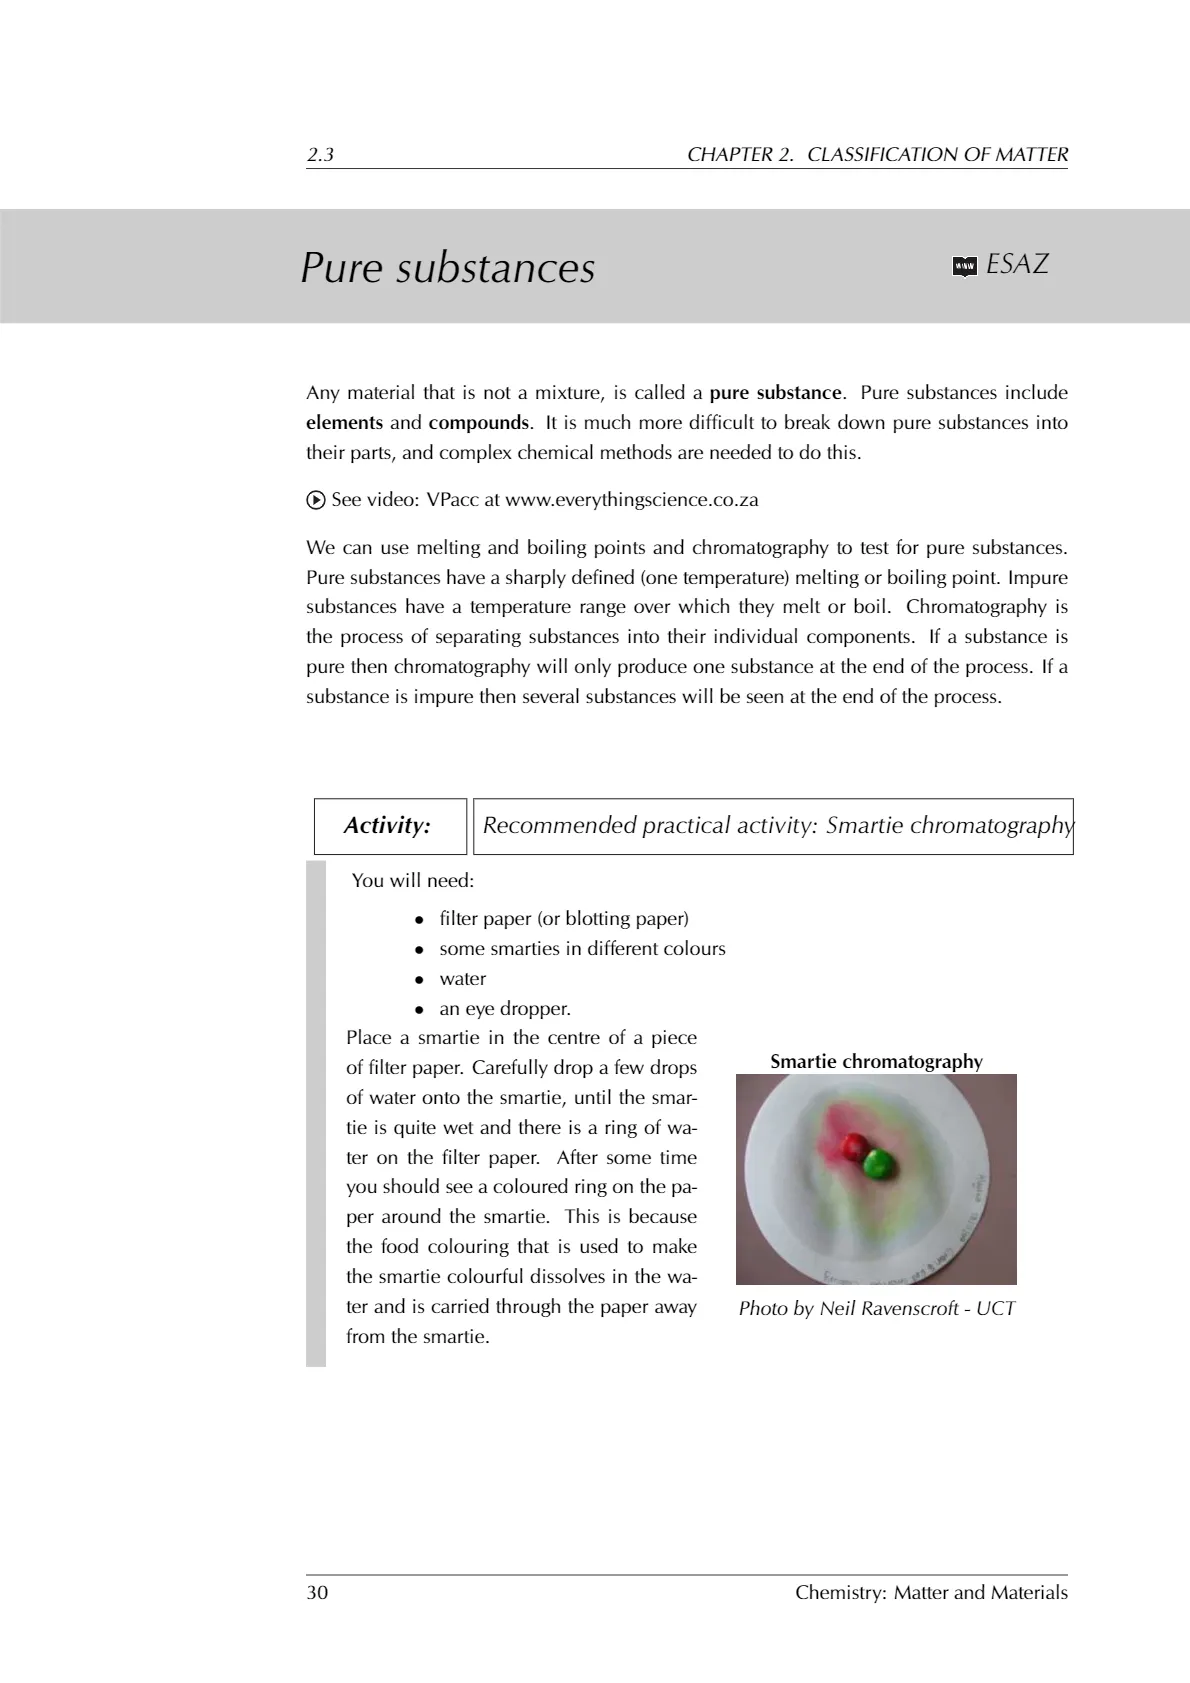 2.3 CHAPTER 2. CLASSIFICATION OF MATTER
Pure substances
WWW ESAZ
Any material that is not a mixture, is called a pure substance. Pure substances include
elements and compounds. It is much more difficult to break down pure substances into
their parts, and complex chemical methods are needed to do this.
See video: VPacc at www.everythingscience.co.za
We can use melting and boiling points and chromatography to test for pure substances.
Pure substances have a sharply defined (one temperature) melting or boiling point. Impure
substances have a temperature range over which they melt or boil. Chromatography is
the process of separating substances into their individual components. If a substance is
pure then chromatography will only produce one substance at the end of the process. If a
substance is impure then several substances will be seen at the end of the process.
Activity: Recommended practical activity: Smartie chromatography
You will need:
• filter paper (or blotting paper)
• some smarties in different colours
• water
• an eye dropper.
Place a smartie in the centre of a piece
of filter paper. Carefully drop a few drops
of water onto the smartie, until the smar-
tie is quite wet and there is a ring of wa-
ter on the filter paper. After some time
you should see a coloured ring on the pa-
per around the smartie. This is because
the food colouring that is used to make
the smartie colourful dissolves in the wa-
ter and is carried through the paper away
from the smartie.
Smartie chromatography
Photo by Neil Ravenscroft - UCT
30 Chemistry: Matter and Materials